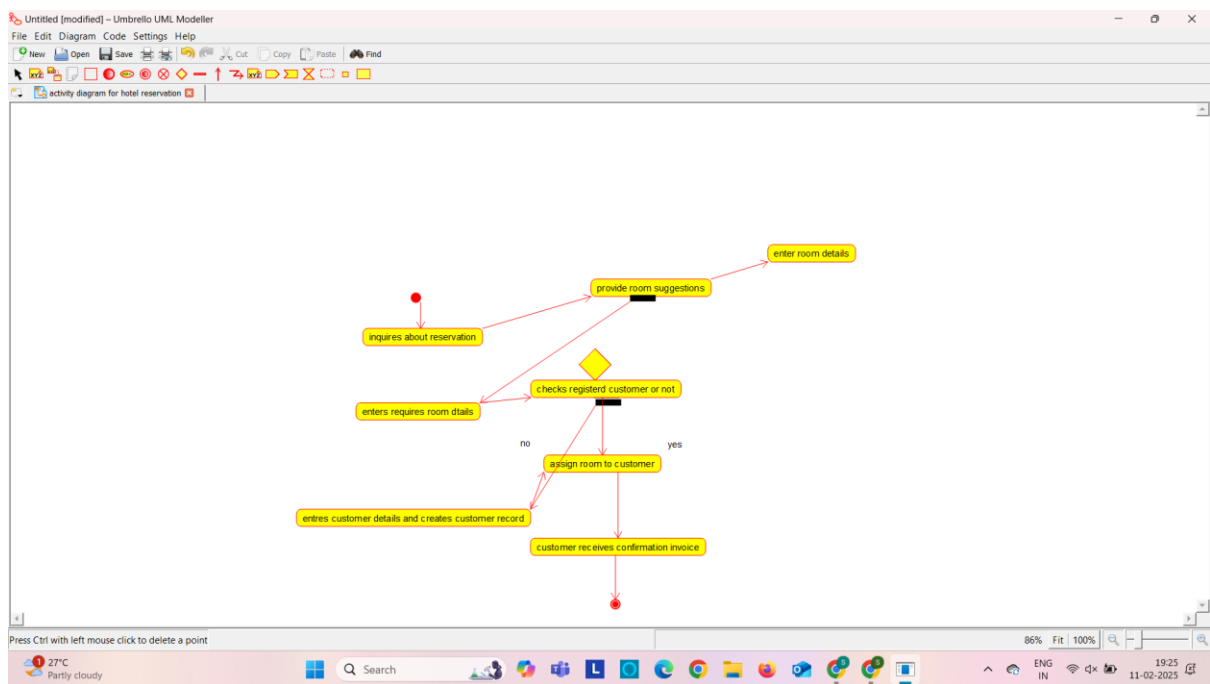 Untitled [modified] – Umbrello UML Modeller
File Edit Diagram Code Settings Help
New Open Save Cut Copy Paste Find
activity diagram for hotel reservation
enter room details
provide room suggestions
inquires about reservation
checks registerd customer or not
enters requires room dtails
no yes
assign room to customer
entres customer details and creates customer record
customer receives confirmation invoice
Press Ctrl with left mouse click to delete a point 86% Fit 100%
1 27°C
Partly cloudy
Search
ENG
IN
19:25
11-02-2025